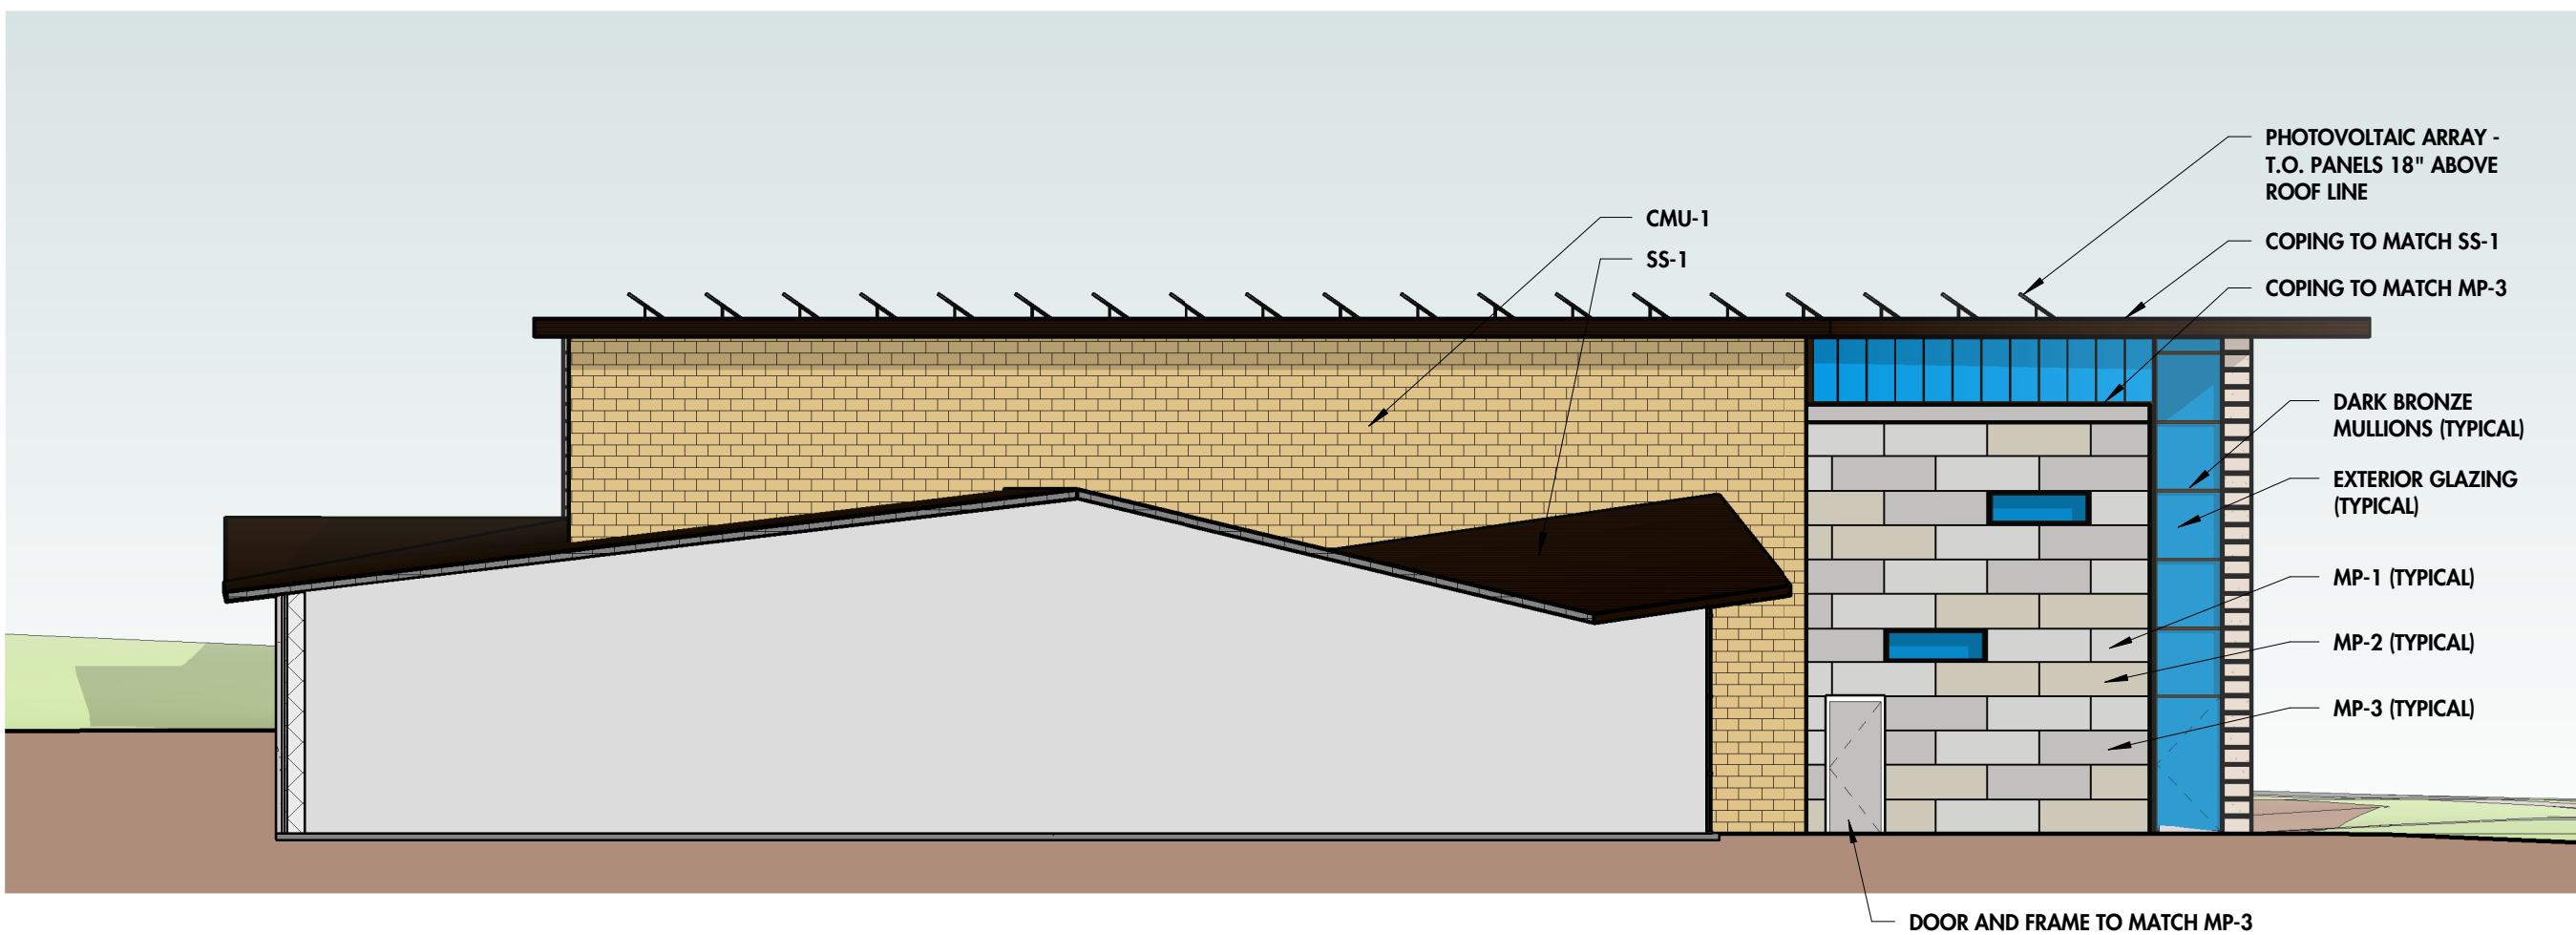 PHOTOVOLTAIC ARRAY -
T.O. PANELS 18" ABOVE
ROOF LINE
CMU-1
COPING TO MATCH SS-1
SS-1
COPING TO MATCH MP-3
DARK BRONZE
MULLIONS (TYPICAL)
EXTERIOR GLAZING
(TYPICAL)
MP-1 (TYPICAL)
MP-2 (TYPICAL)
MP-3 (TYPICAL)
DOOR AND FRAME TO MATCH MP-3